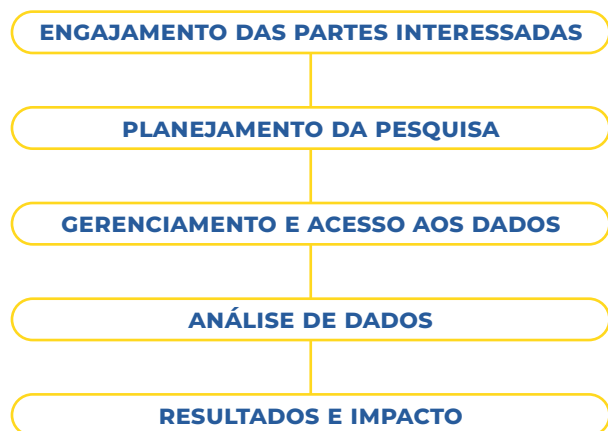 ENGAJAMENTO DAS PARTES INTERESSADAS
PLANEJAMENTO DA PESQUISA
GERENCIAMENTO E ACESSO AOS DADOS
ANÁLISE DE DADOS
RESULTADOS E IMPACTO